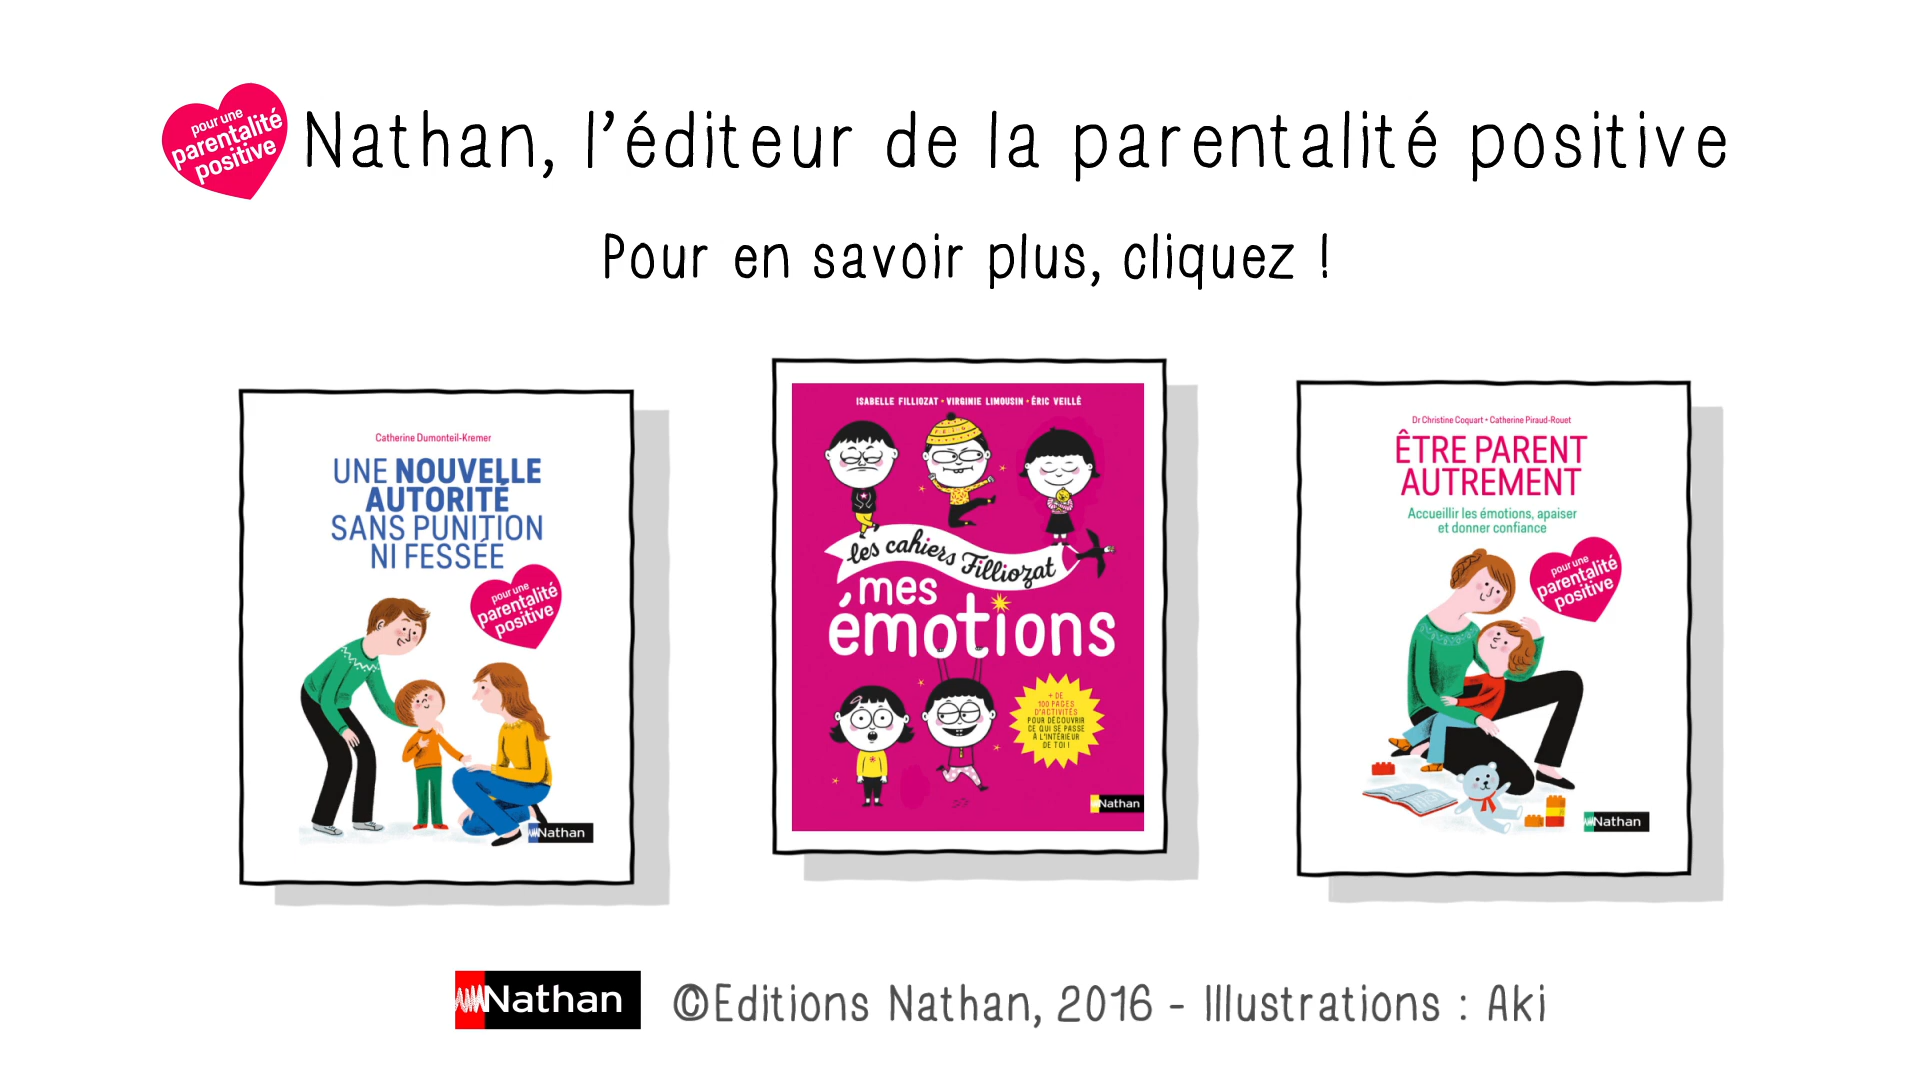 pour une
parentalité
positive
Nathan, l'éditeur de la parentalité positive
Pour en savoir plus, cliquez !
Catherine Dumonteil-Kremer
UNE NOUVELLE
AUTORITÉ
SANS PUNITION
NI FESSÉE
pour une
parentalité
positive
Nathan
ISABELLE FILLIOZAT • VIRGINIE LIMOUSIN • ÉRIC VEILLÉ
les cahiers Filliozat
mes
émotions
+ DE
100 PAGES
D'ACTIVITÉS
POUR DÉCOUVRIR
CE QUI SE PASSE
À L'INTÉRIEUR
DE TOI !
Nathan
Dr Christine Coquart • Catherine Piraud-Rouet
ÊTRE PARENT
AUTREMENT
Accueillir les émotions, apaiser
et donner confiance
pour une
parentalité
positive
Nathan
Nathan ©Editions Nathan, 2016 - Illustrations : Aki